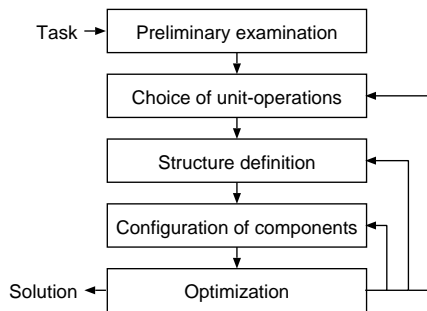 Task
Preliminary examination
Choice of unit-operations
Structure definition
Configuration of components
Solution
Optimization